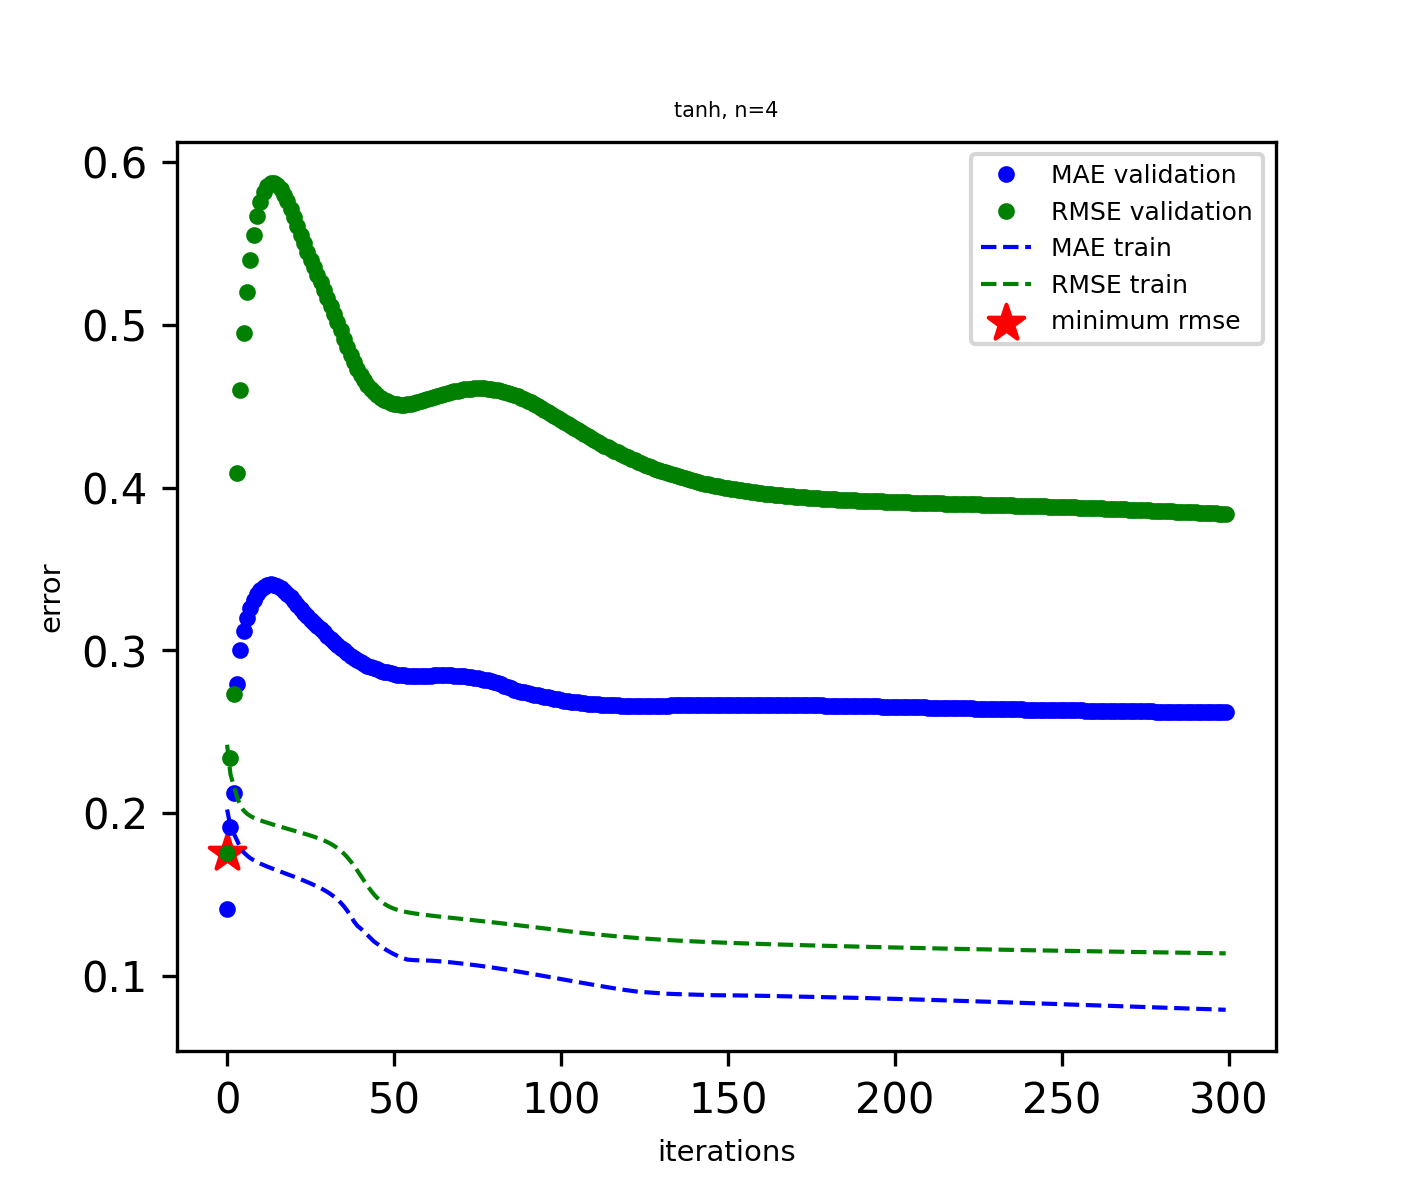 tanh, n=4
0.6
0.5
0.4
0.3
0.2
0.1
error
MAE validation
RMSE validation
MAE train
RMSE train
minimum rmse
0 50 100 150 200 250 300
iterations